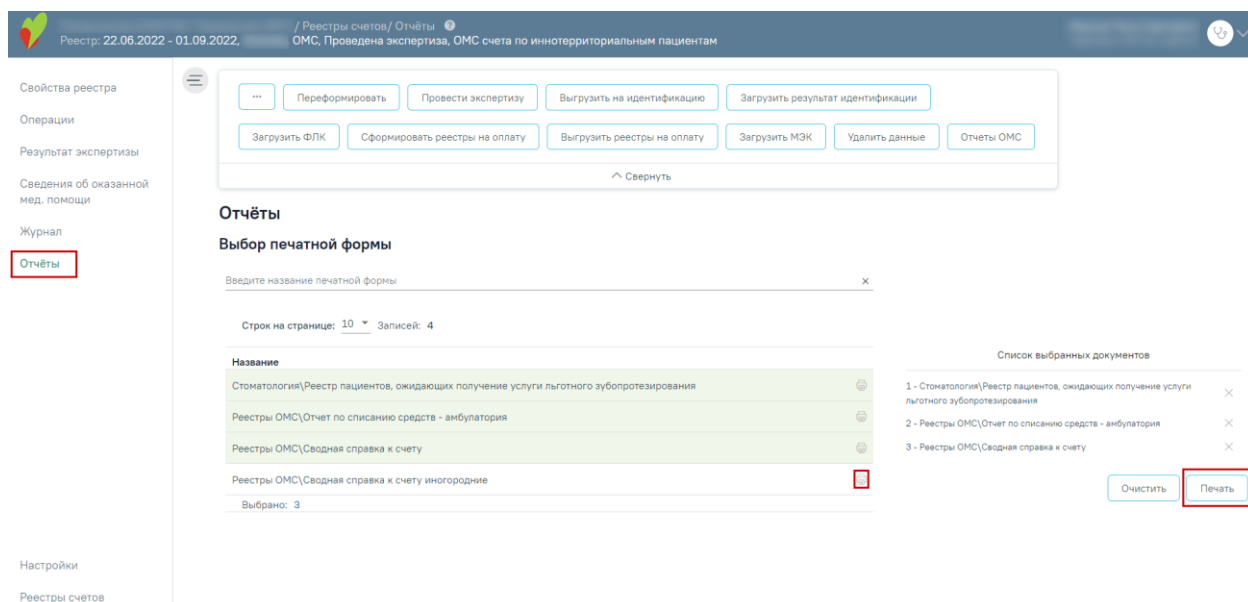 / Реестры счетов/ Отчёты ?
Реестр: 22.06.2022 - 01.09.2022, ОМС, Проведена экспертиза, ОМС счета по иннотерриториальным пациентам
Свойства реестра
Операции
Результат экспертизы
Сведения об оказанной
мед. помощи
Журнал
Отчёты
Настройки
Реестры счетов
... Переформировать Провести экспертизу Выгрузить на идентификацию Загрузить результат идентификации
Загрузить ФЛК Сформировать реестры на оплату Выгрузить реестры на оплату Загрузить МЭК Удалить данные Отчеты ОМС
Свернуть
Отчёты
Выбор печатной формы
Введите название печатной формы ×
Строк на странице: 10 Записей: 4
Название
Стоматология\Реестр пациентов, ожидающих получение услуги льготного зубопротезирования
Реестры ОМС\Отчет по списанию средств - амбулатория
Реестры ОМС\Сводная справка к счету
Реестры ОМС\Сводная справка к счету иногородние
Выбрано: 3
Список выбранных документов
1 - Стоматология\Реестр пациентов, ожидающих получение услуги
льготного зубопротезирования
2 - Реестры ОМС\Отчет по списанию средств - амбулатория
3 - Реестры ОМС\Сводная справка к счету
Очистить Печать